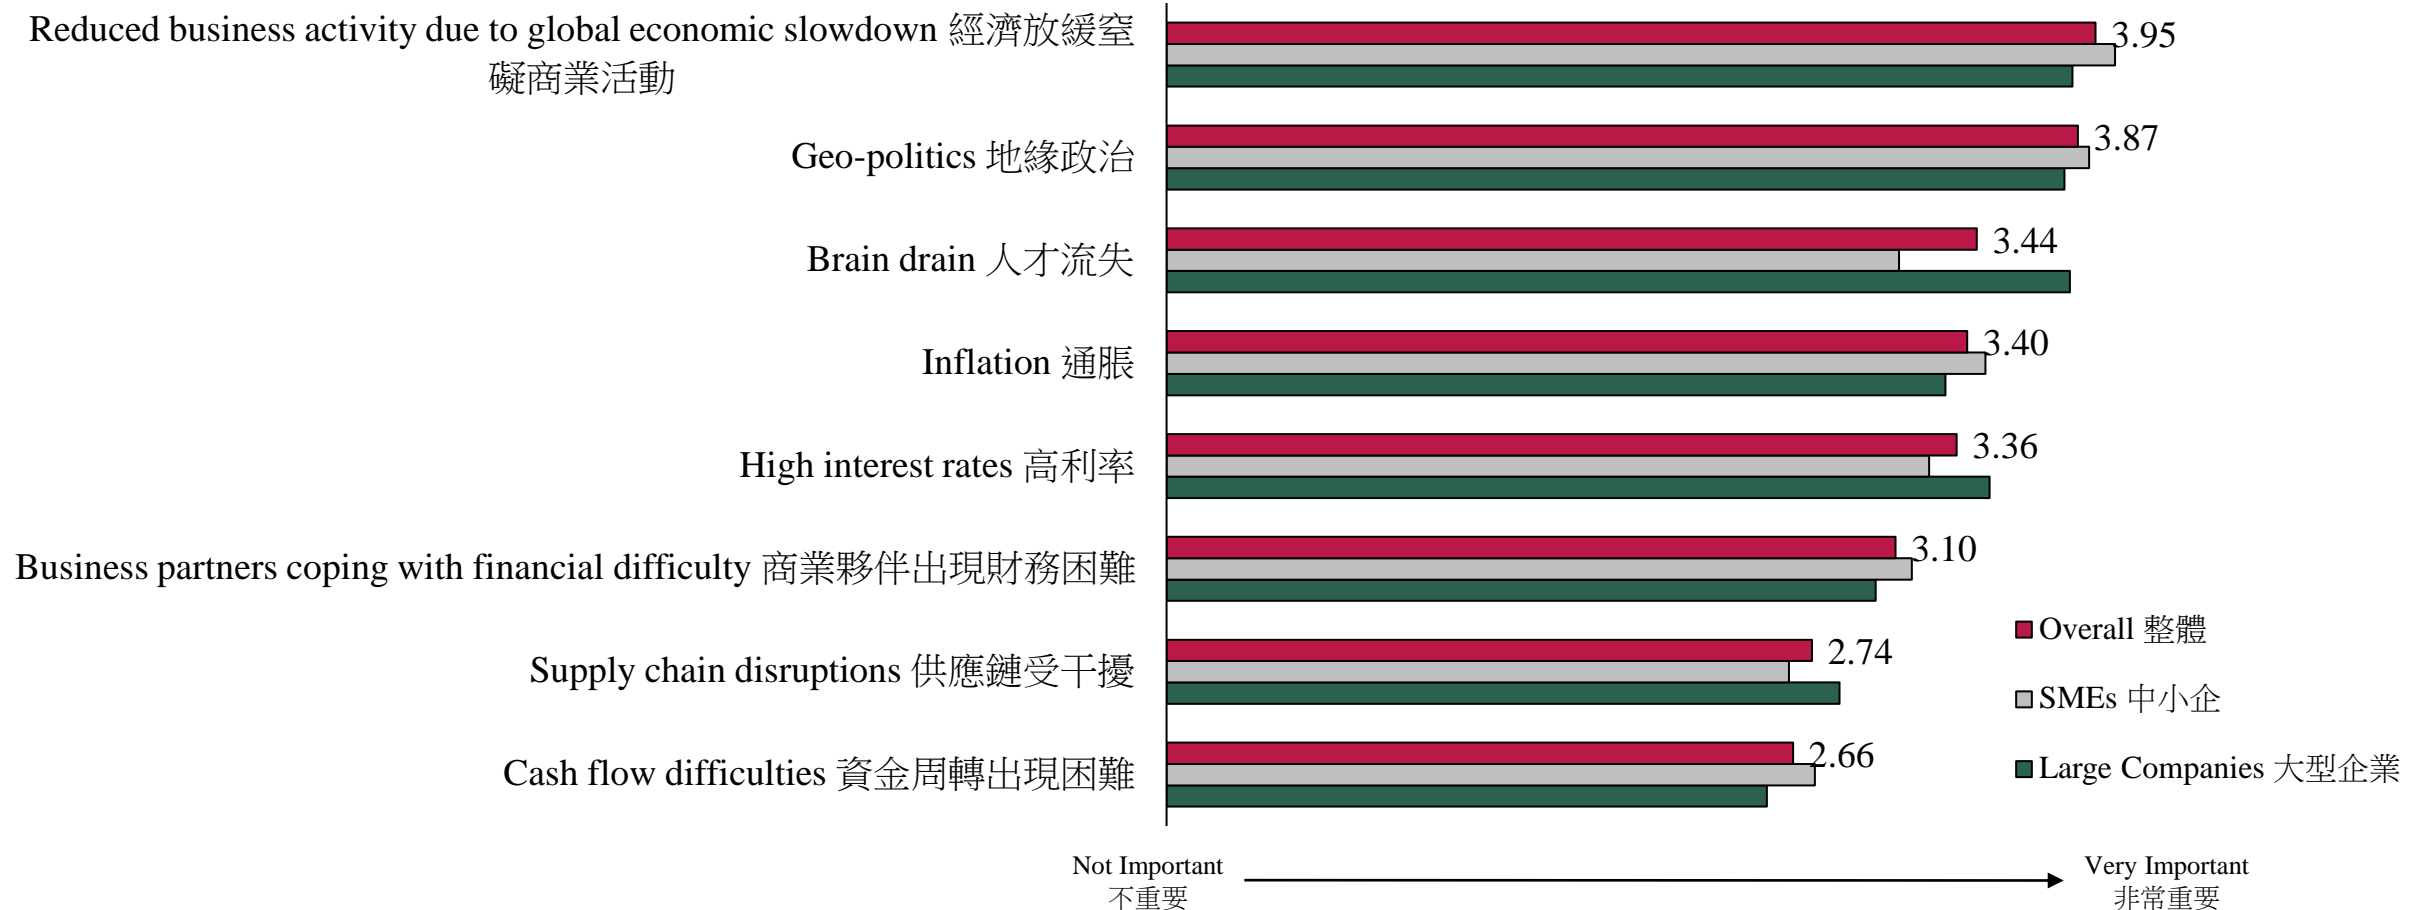 Reduced business activity due to global economic slowdown 經濟放緩窒
礙商業活動
3.95
Geo-politics 地緣政治
3.87
Brain drain 人才流失
3.44
Inflation 通脹
3.40
High interest rates 高利率
3.36
Business partners coping with financial difficulty 商業夥伴出現財務困難
3.10
Supply chain disruptions 供應鏈受干擾
2.74
Cash flow difficulties 資金周轉出現困難
2.66
Overall 整體
SMEs 中小企
Large Companies 大型企業
Not Important
不重要
Very Important
非常重要